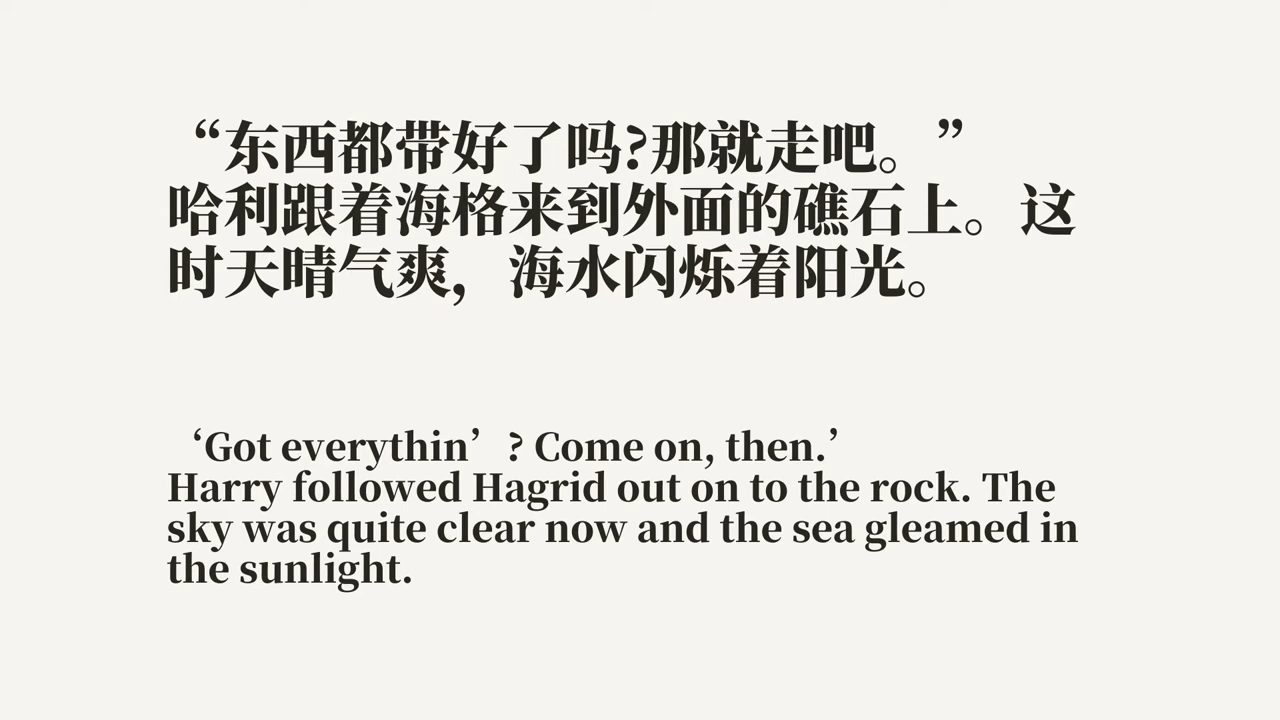 “东西都带好了吗?那就走吧。”
哈利跟着海格来到外面的礁石上。这
时天晴气爽，海水闪烁着阳光。
‘Got everythin’? Come on, then.’
Harry followed Hagrid out on to the rock. The
sky was quite clear now and the sea gleamed in
the sunlight.